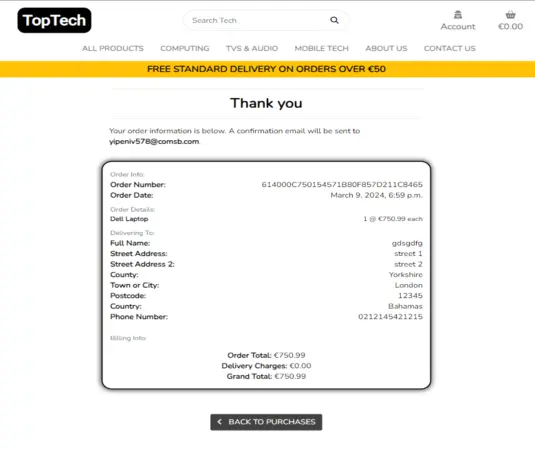 TopTech
Search Tech
Account
€0.00
ALL PRODUCTS COMPUTING TVS & AUDIO MOBILE TECH ABOUT US CONTACT US
FREE STANDARD DELIVERY ON ORDERS OVER €50
Thank you
Your order information is below. A confirmation email will be sent to
yipeniv578@comsb.com.
Order Info:
Order Number: 614000C750154571B80F857D211C8465
Order Date: March 9, 2024, 6:59 p.m.
Order Details:
Dell Laptop 1 @ €750.99 each
Delivering To:
Full Name: gdsgdfg
Street Address: street 1
Street Address 2: street 2
County: Yorkshire
Town or City: London
Postcode: 12345
Country: Bahamas
Phone Number: 0212145421215
Billing Info:
Order Total: €750.99
Delivery Charges: €0.00
Grand Total: €750.99
BACK TO PURCHASES